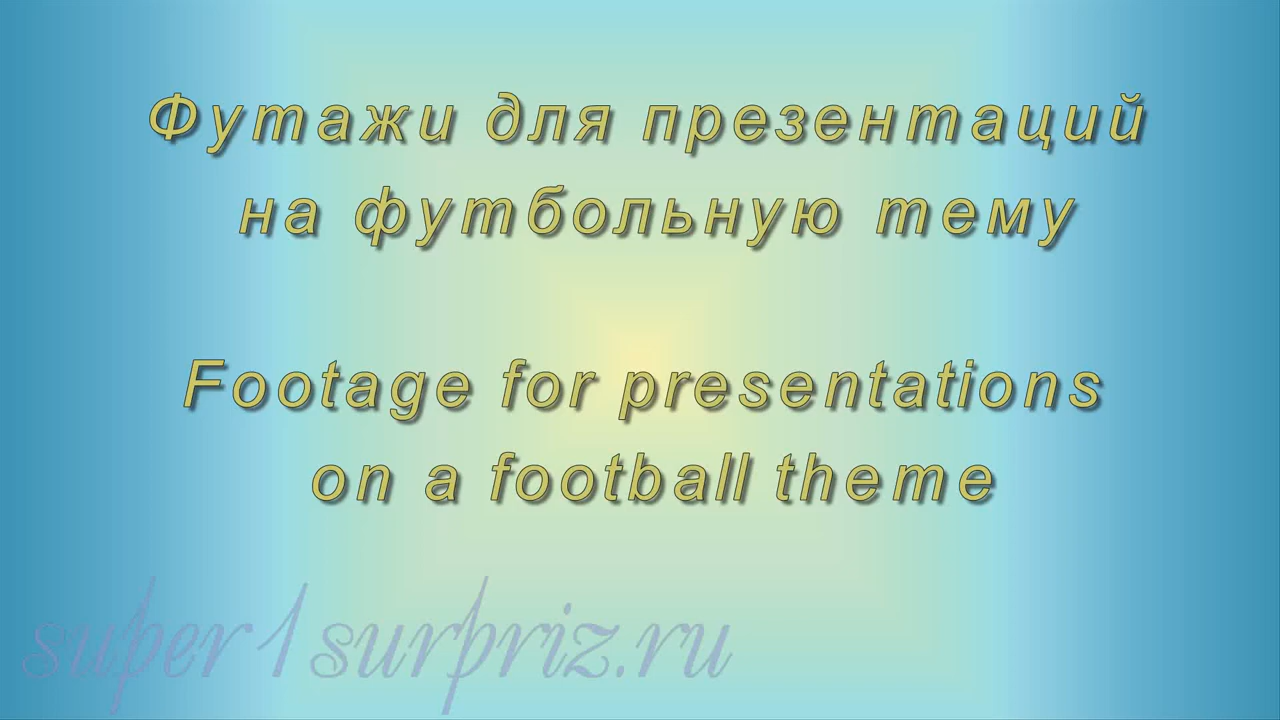 Футажи для презентаций
на футбольную тему
Footage for presentations
on a football theme
super1surpriz.ru